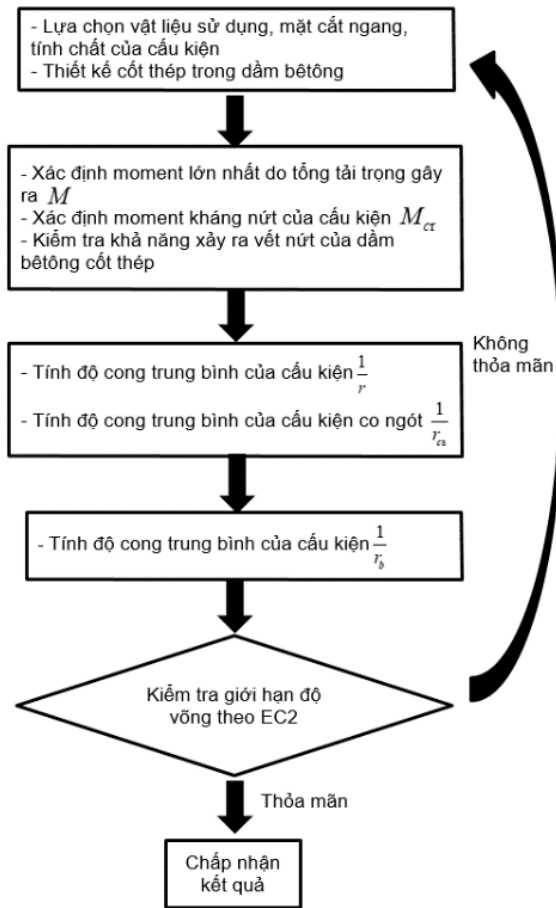 - Lựa chọn vật liệu sử dụng, mặt cắt ngang,
tính chất của cấu kiện
- Thiết kế cốt thép trong dầm bêtông
- Xác định moment lớn nhất do tổng tải trọng gây
ra M
- Xác định moment kháng nứt của cấu kiện M_cr
- Kiểm tra khả năng xảy ra vết nứt của dầm
bêtông cốt thép
- Tính độ cong trung bình của cấu kiện 1/r
- Tính độ cong trung bình của cấu kiện co ngót 1/r_cs
- Tính độ cong trung bình của cấu kiện 1/r_b
Kiểm tra giới hạn độ
võng theo EC2
Không
thỏa mãn
Thỏa mãn
Chấp nhận
kết quả